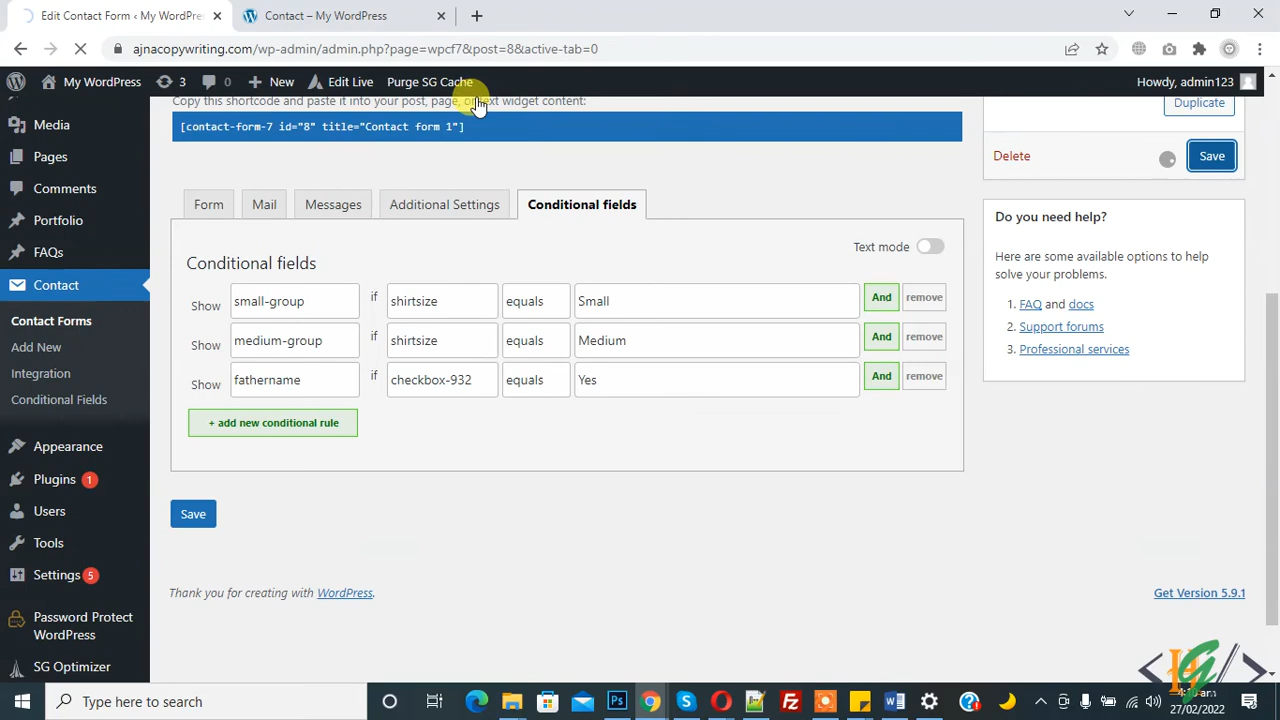 Edit Contact Form ‹ My WordPres
Contact – My WordPress
ajnacopywriting.com/wp-admin/admin.php?page=wpcf7&post=8&active-tab=0
My WordPress 3 0 New Edit Live Purge SG Cache Howdy, admin123
Copy this shortcode and paste it into your post, page, or text widget content:
[contact-form-7 id="8" title="Contact form 1"]
Duplicate
Delete Save
Media
Pages
Comments
Portfolio
FAQs
Contact
Contact Forms
Add New
Integration
Conditional Fields
Appearance
Plugins 1
Users
Tools
Settings 5
Password Protect
WordPress
SG Optimizer
Form Mail Messages Additional Settings Conditional fields
Text mode
Conditional fields
Show small-group if shirtsize equals Small And remove
Show medium-group if shirtsize equals Medium And remove
Show fathername if checkbox-932 equals Yes And remove
+ add new conditional rule
Save
Do you need help?
Here are some available options to help
solve your problems.
1. FAQ and docs
2. Support forums
3. Professional services
Thank you for creating with WordPress.
Get Version 5.9.1
Type here to search
27/02/2022